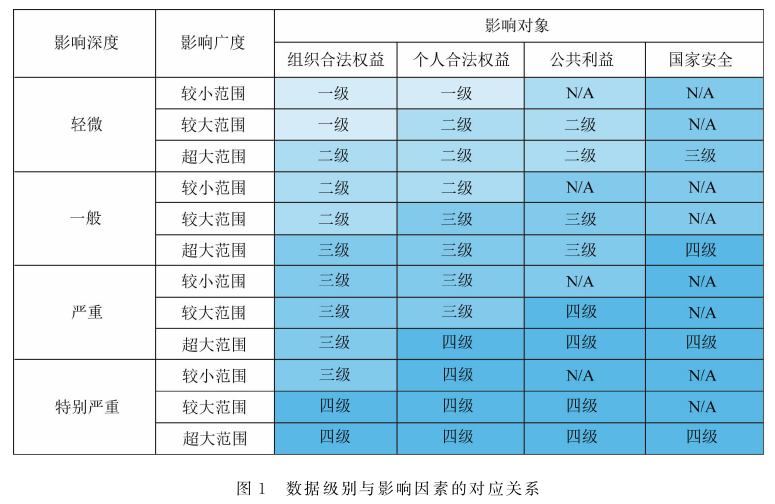 影响深度 影响广度 影响对象
组织合法权益 个人合法权益 公共利益 国家安全
轻微 较小范围 一级 一级 N/A N/A
较大范围 一级 二级 二级 N/A
超大范围 二级 二级 二级 三级
一般 较小范围 二级 二级 N/A N/A
较大范围 二级 三级 三级 N/A
超大范围 三级 三级 三级 四级
严重 较小范围 三级 三级 N/A N/A
较大范围 三级 三级 四级 N/A
超大范围 三级 四级 四级 四级
特别严重 较小范围 三级 四级 N/A N/A
较大范围 四级 四级 四级 N/A
超大范围 四级 四级 四级 四级
图 1 数据级别与影响因素的对应关系